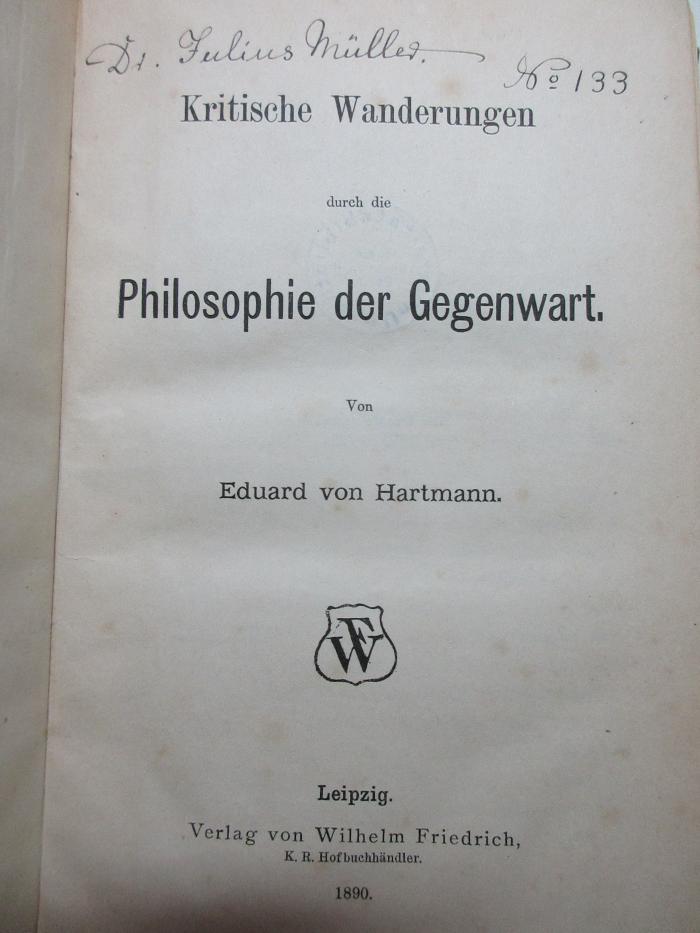 Dr. Julius Müller.
No 133
Kritische Wanderungen
durch die
Philosophie der Gegenwart.
Von
Eduard von Hartmann.
WF
Leipzig.
Verlag von Wilhelm Friedrich,
K. R. Hofbuchhändler.
1890.